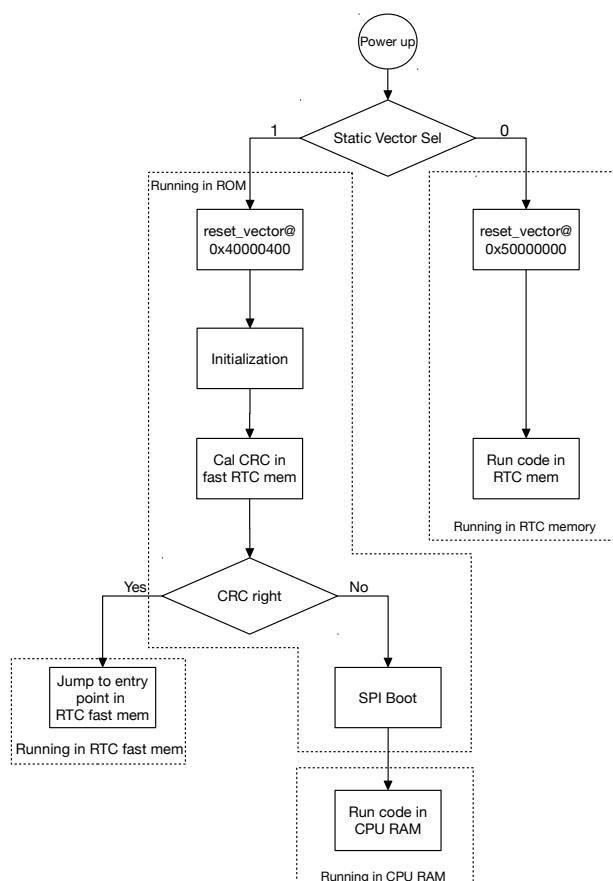 Power up
Static Vector Sel
1
0
Running in ROM
reset_vector@
0x40000400
reset_vector@
0x50000000
Initialization
Cal CRC in
fast RTC mem
Run code in
RTC mem
Running in RTC memory
CRC right
Yes
No
Jump to entry
point in
RTC fast mem
Running in RTC fast mem
SPI Boot
Run code in
CPU RAM
Running in CPU RAM